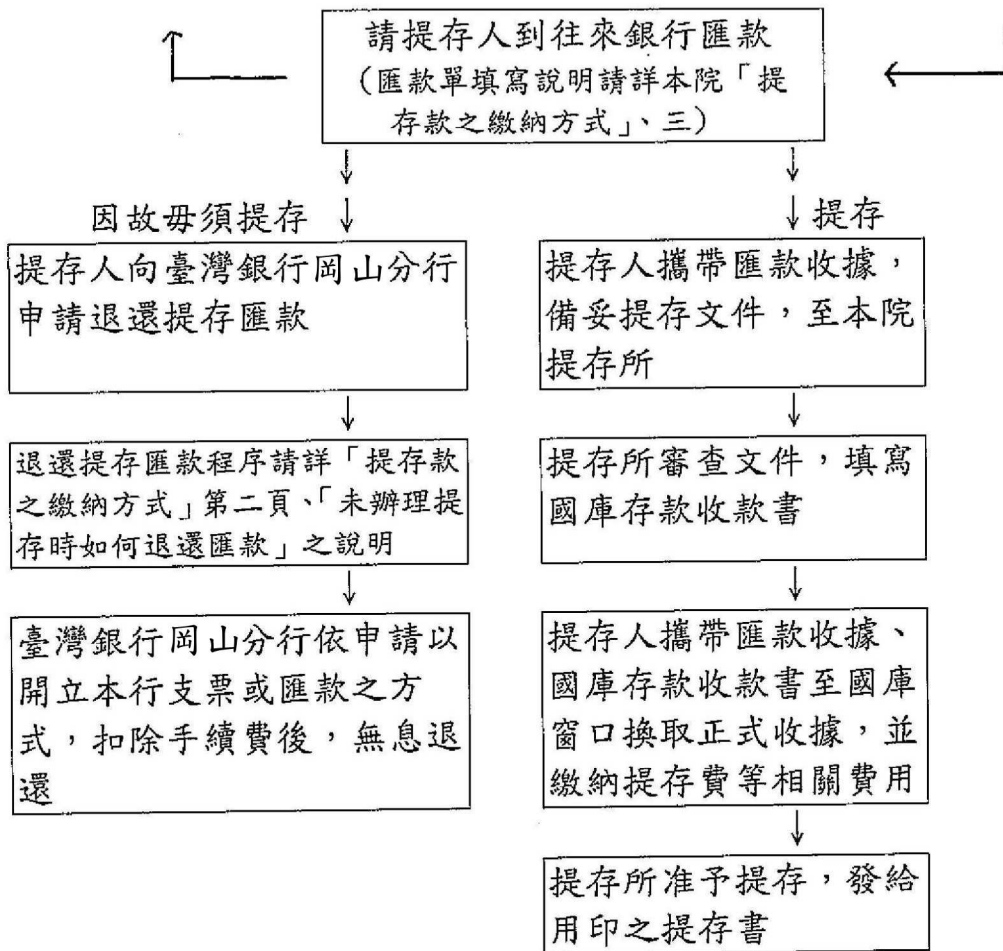 請提存人到往來銀行匯款
(匯款單填寫說明請詳本院「提
存款之繳納方式」、三)
因故毋須提存
提存人向臺灣銀行岡山分行
申請退還提存匯款
退還提存匯款程序請詳「提存款
之繳納方式」第二頁、「未辦理提
存時如何退還匯款」之說明
臺灣銀行岡山分行依申請以
開立本行支票或匯款之方
式,扣除手續費後,無息退
還
提存
提存人攜帶匯款收據,
備妥提存文件,至本院
提存所
提存所審查文件,填寫
國庫存款收款書
提存人攜帶匯款收據、
國庫存款收款書至國庫
窗口換取正式收據,並
繳納提存費等相關費用
提存所准予提存,發給
用印之提存書